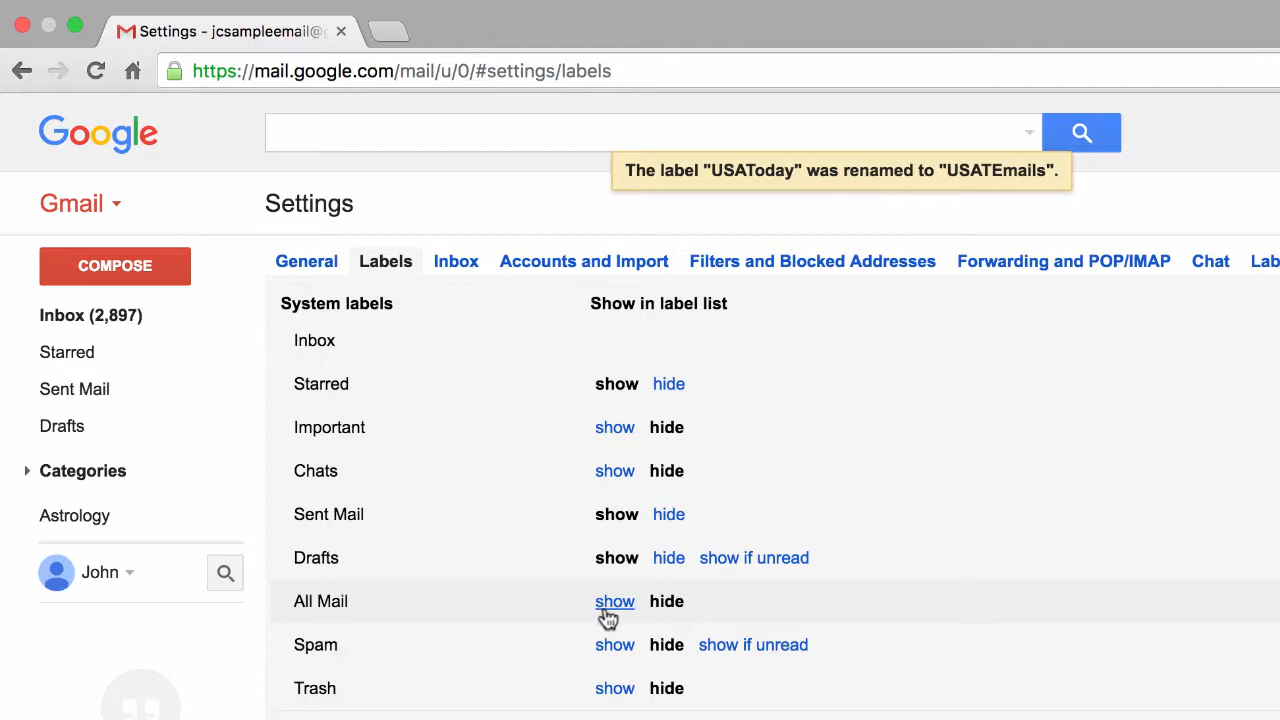 Settings - jcsampleemail@g
https://mail.google.com/mail/u/0/#settings/labels
Google
The label "USAToday" was renamed to "USATEmails".
Gmail
Settings
COMPOSE
General Labels Inbox Accounts and Import Filters and Blocked Addresses Forwarding and POP/IMAP Chat Lab
Inbox (2,897)
Starred
Sent Mail
Drafts
Categories
Astrology
John
System labels Show in label list
Inbox
Starred show hide
Important show hide
Chats show hide
Sent Mail show hide
Drafts show hide show if unread
All Mail show hide
Spam show hide show if unread
Trash show hide